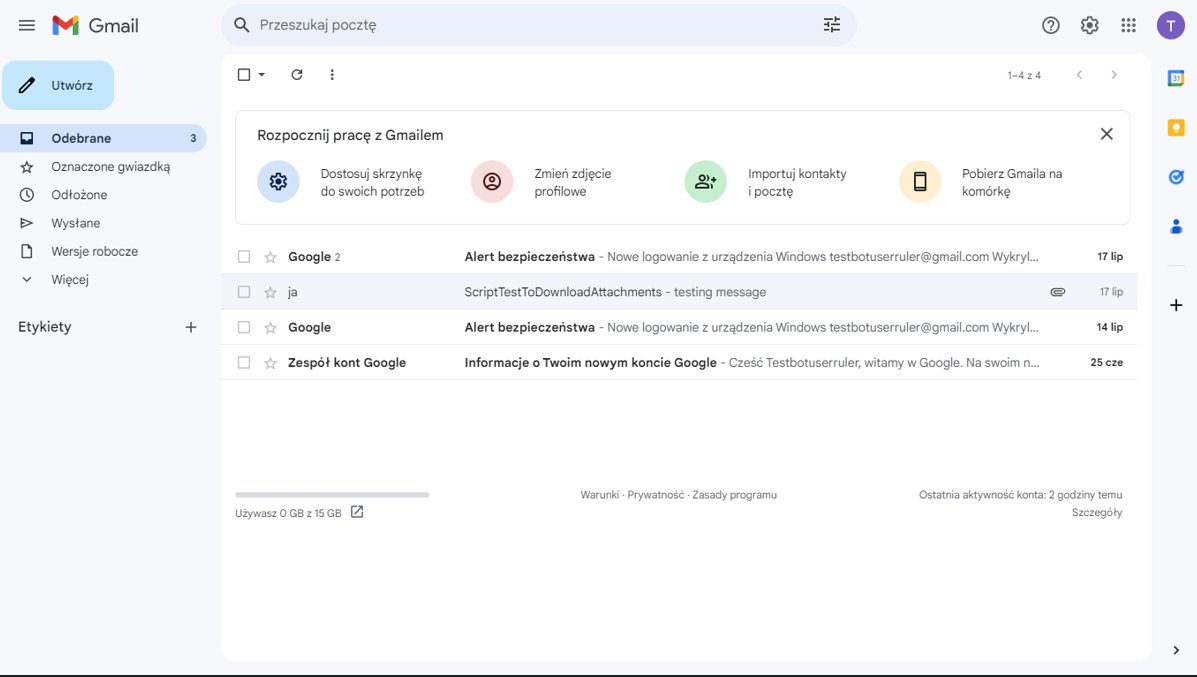 Gmail
Przeszukaj pocztę
T
Utwórz
1–4 z 4
31
Odebrane 3
Oznaczone gwiazdką
Odłożone
Wysłane
Wersje robocze
Więcej
Etykiety
Rozpocznij pracę z Gmailem
Dostosuj skrzynkę
do swoich potrzeb
Zmień zdjęcie
profilowe
Importuj kontakty
i pocztę
Pobierz Gmaila na
komórkę
Google 2 Alert bezpieczeństwa - Nowe logowanie z urządzenia Windows testbotuserruler@gmail.com Wykryl... 17 lip
ja ScriptTestToDownloadAttachments - testing message 17 lip
Google Alert bezpieczeństwa - Nowe logowanie z urządzenia Windows testbotuserruler@gmail.com Wykryl... 14 lip
Zespół kont Google Informacje o Twoim nowym koncie Google - Cześć Testbotuserruler, witamy w Google. Na swoim n... 25 cze
Używasz 0 GB z 15 GB
Warunki · Prywatność · Zasady programu
Ostatnia aktywność konta: 2 godziny temu
Szczegóły